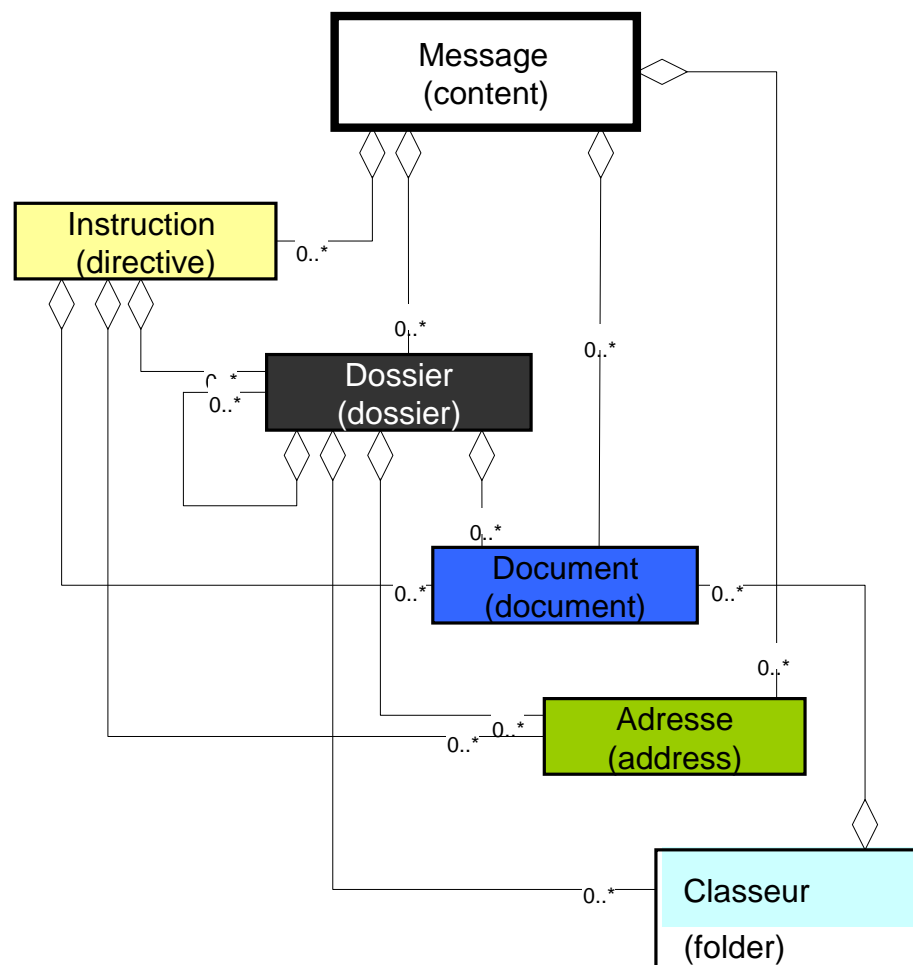 Message
(content)
0..*
Instruction
(directive)
0..*
0..*
0..*
0..*
Dossier
(dossier)
0..*
Document
(document)
0..*
0..*
0..*
Adresse
(address)
0..*
0..*
Classeur
(folder)
0..*